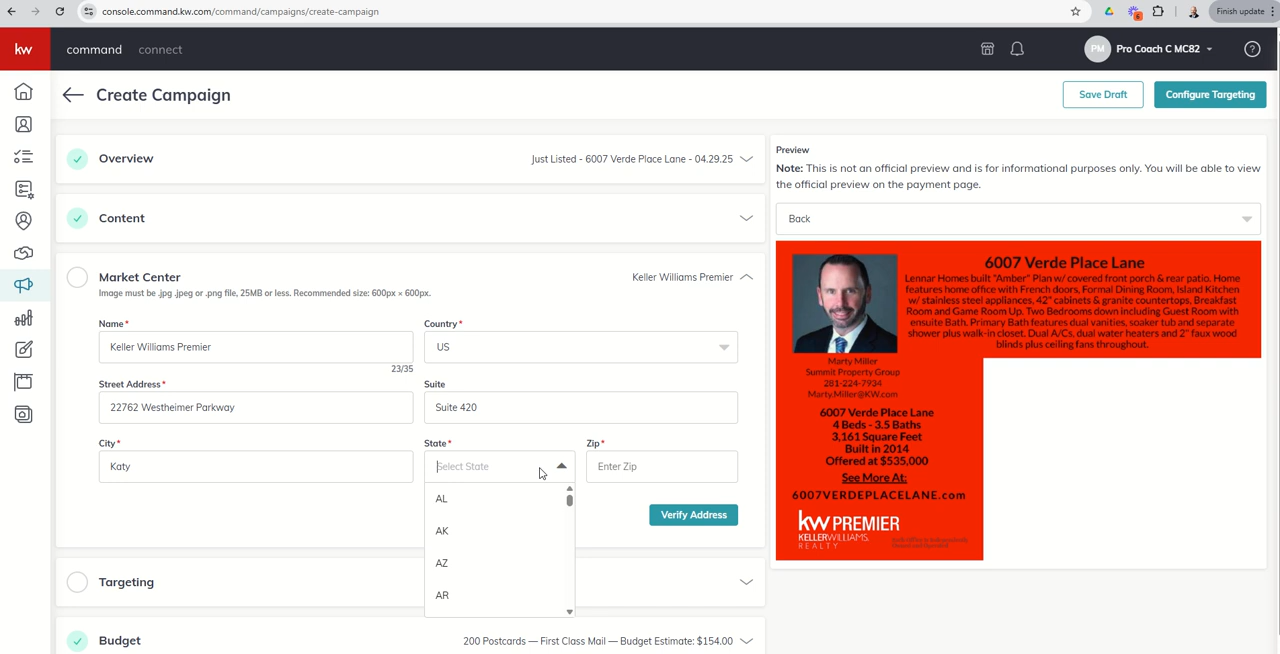 console.command.kw.com/command/campaigns/create-campaign
6
Finish update
kw
command
connect
PM
Pro Coach C MC82
?
Create Campaign
Save Draft
Configure Targeting
Overview
Just Listed - 6007 Verde Place Lane - 04.29.25
Content
Market Center
Keller Williams Premier
Image must be .jpg .jpeg or .png file, 25MB or less. Recommended size: 600px × 600px.
Name*
Country*
Keller Williams Premier
US
23/35
Street Address*
Suite
22762 Westheimer Parkway
Suite 420
City*
State*
Zip*
Katy
Select State
Enter Zip
AL
AK
AZ
AR
Verify Address
Targeting
Budget
200 Postcards — First Class Mail — Budget Estimate: $154.00
Preview
Note: This is not an official preview and is for informational purposes only. You will be able to view
the official preview on the payment page.
Back
6007 Verde Place Lane
Lennar Homes built "Amber" Plan w/ covered front porch & rear patio. Home
features home office with French doors, Formal Dining Room, Island Kitchen
w/ stainless steel appliances, 42" cabinets & granite countertops, Breakfast
Room and Game Room Up. Two Bedrooms down including Guest Room with
ensuite Bath, Primary Bath features dual vanities, soaker tub and separate
shower plus walk-in closet. Dual A/Cs, dual water heaters and 2" faux wood
blinds plus ceiling fans throughout.
Marty Miller
Summit Property Group
281-224-7934
Marty.Miller@KW.com
6007 Verde Place Lane
4 Beds - 3.5 Baths
3,161 Square Feet
Built in 2014
Offered at $535,000
See More At:
6007VERDEPLACELANE.com
kw PREMIER
KELLERWILLIAMS.
REALTY